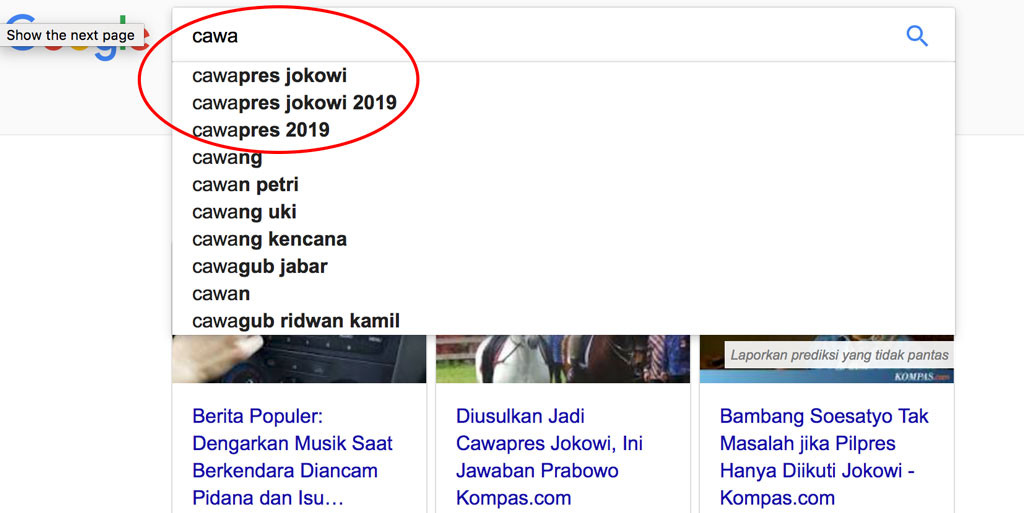 Google
Show the next page
cawa
cawapres jokowi
cawapres jokowi 2019
cawapres 2019
cawang
cawan petri
cawang uki
cawang kencana
cawagub jabar
cawan
cawagub ridwan kamil
Laporkan prediksi yang tidak pantas
KOMPAS.com
Berita Populer:
Dengarkan Musik Saat
Berkendara Diancam
Pidana dan Isu…
Diusulkan Jadi
Cawapres Jokowi, Ini
Jawaban Prabowo
Kompas.com
Bambang Soesatyo Tak
Masalah jika Pilpres
Hanya Diikuti Jokowi -
Kompas.com